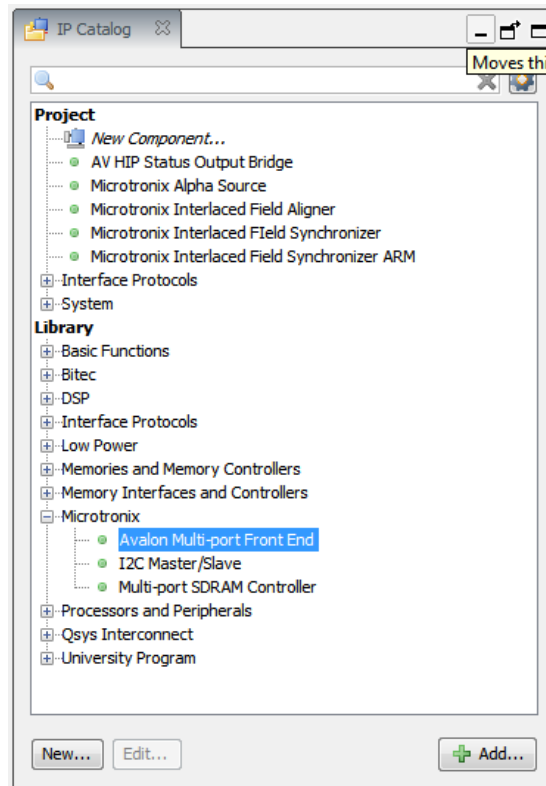 IP Catalog
Moves thi
Project
New Component...
AV HIP Status Output Bridge
Microtronix Alpha Source
Microtronix Interlaced Field Aligner
Microtronix Interlaced FIeld Synchronizer
Microtronix Interlaced Field Synchronizer ARM
Interface Protocols
System
Library
Basic Functions
Bitec
DSP
Interface Protocols
Low Power
Memories and Memory Controllers
Memory Interfaces and Controllers
Microtronix
Avalon Multi-port Front End
I2C Master/Slave
Multi-port SDRAM Controller
Processors and Peripherals
Qsys Interconnect
University Program
New... Edit... Add...